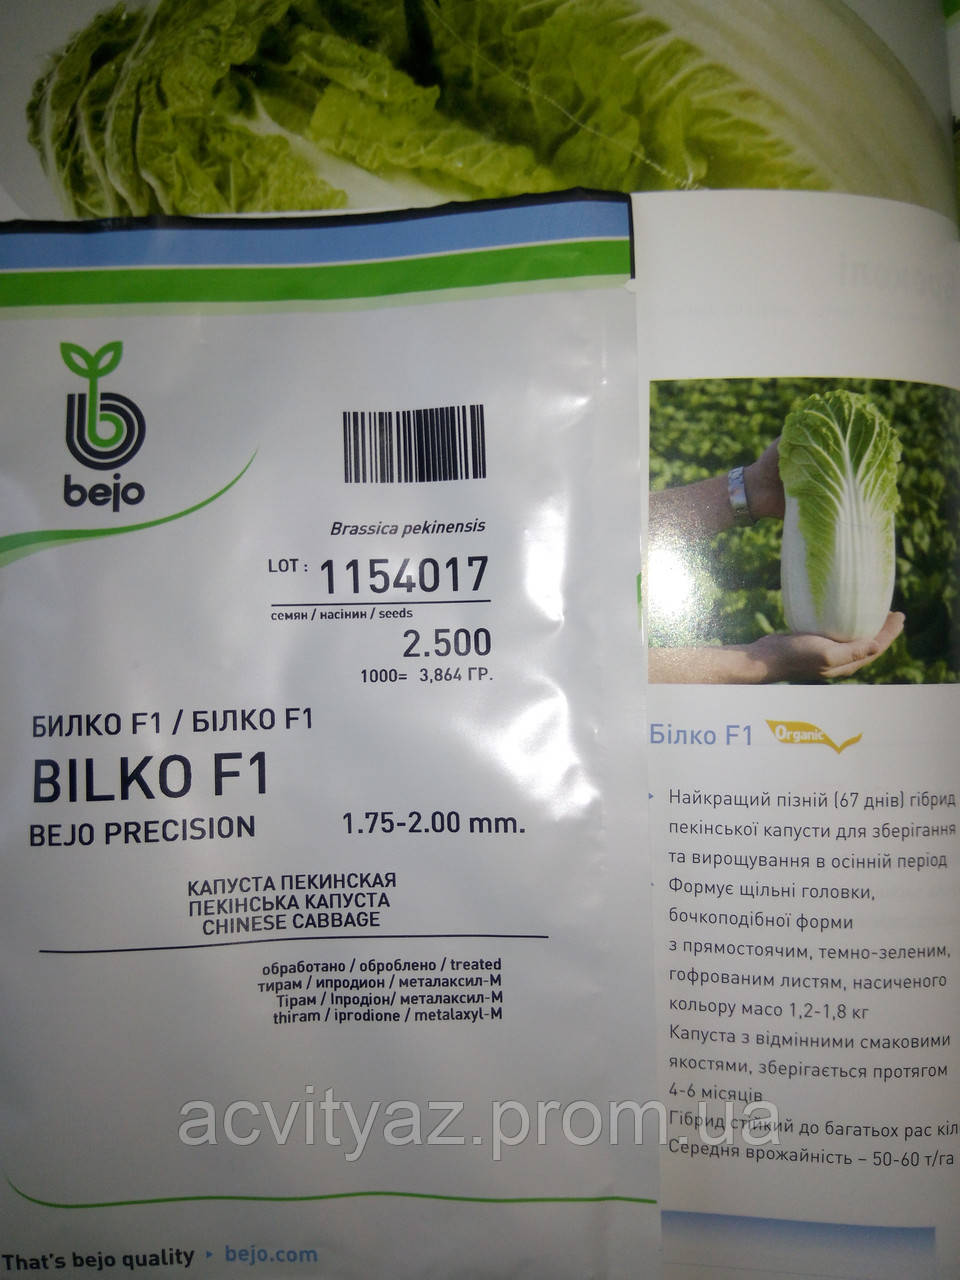 bejo
Brassica pekinensis
LOT : 1154017
семян / насінин / seeds
2.500
1000= 3,864 ГР.
БИЛКО F1 / БІЛКО F1
BILKO F1
BEJO PRECISION 1.75-2.00 mm.
КАПУСТА ПЕКИНСКАЯ
ПЕКІНСЬКА КАПУСТА
CHINESE CABBAGE
обработано / оброблено / treated
тирам / ипродион / металаксил-М
Тірам / Іпродіон/ металаксил-М
thiram / iprodione / metalaxyl-M
That's bejo quality bejo.com
Білко F1 Organic
Найкращий пізній (67 днів) гібрид
пекінської капусти для зберігання
та вирощування в осінній період
Формує щільні головки,
бочкоподібної форми
з прямостоячим, темно-зеленим,
гофрованим листям, насиченого
кольору масо 1,2-1,8 кг
Капуста з відмінними смаковими
якостями, зберігається протягом
4-6 місяців
Гібрид стійкий до багатьох рас кіл
Середня врожайність – 50-60 т/га
acvityaz.prom.ua